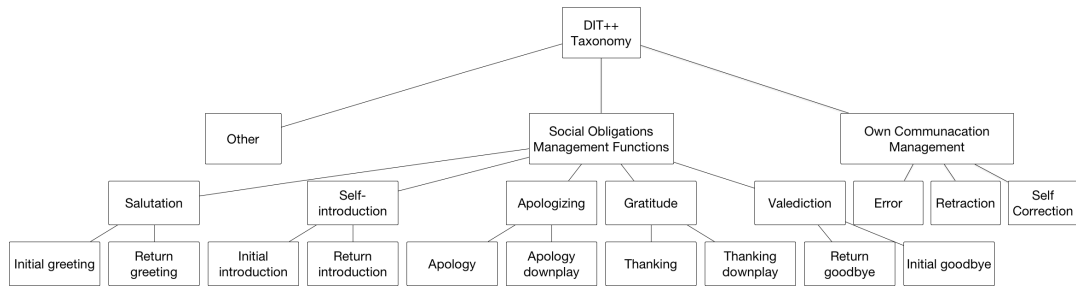 DIT++
Taxonomy
Other
Social Obligations
Management Functions
Own Communacation
Management
Salutation
Self-
introduction
Apologizing
Gratitude
Valediction
Error
Retraction
Self
Correction
Initial greeting
Return
greeting
Initial
introduction
Return
introduction
Apology
Apology
downplay
Thanking
Thanking
downplay
Return
goodbye
Initial goodbye